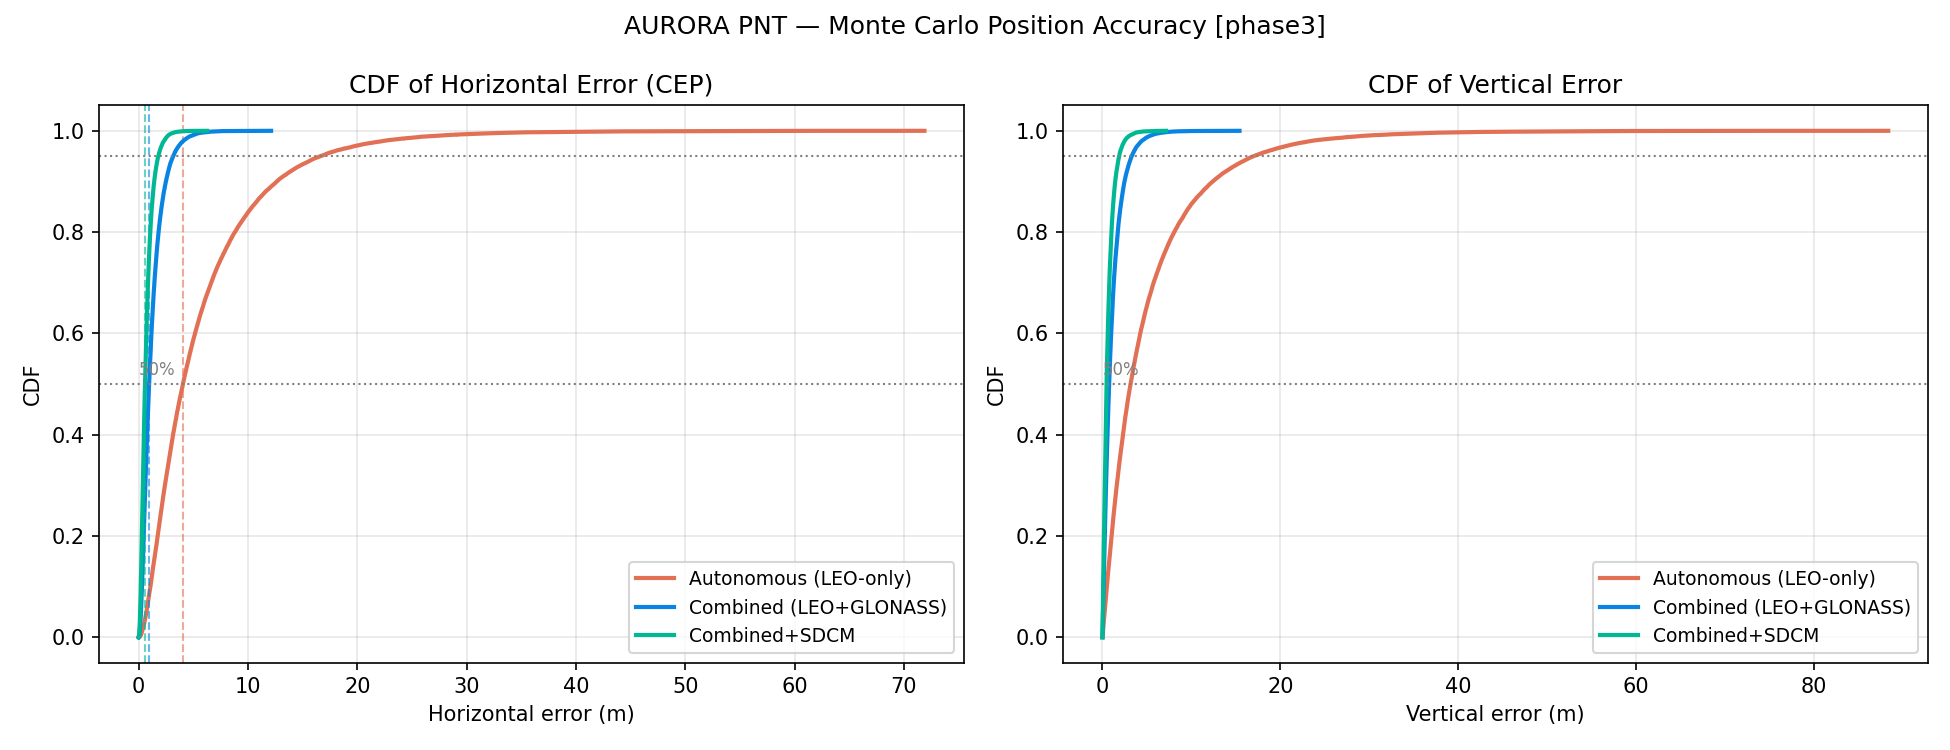 AURORA PNT — Monte Carlo Position Accuracy [phase3]
CDF of Horizontal Error (CEP)
CDF
1.0
0.8
0.6
0.4
0.2
0.0
50%
Autonomous (LEO-only)
Combined (LEO+GLONASS)
Combined+SDCM
0 10 20 30 40 50 60 70
Horizontal error (m)
CDF of Vertical Error
CDF
1.0
0.8
0.6
0.4
0.2
0.0
50%
Autonomous (LEO-only)
Combined (LEO+GLONASS)
Combined+SDCM
0 20 40 60 80
Vertical error (m)